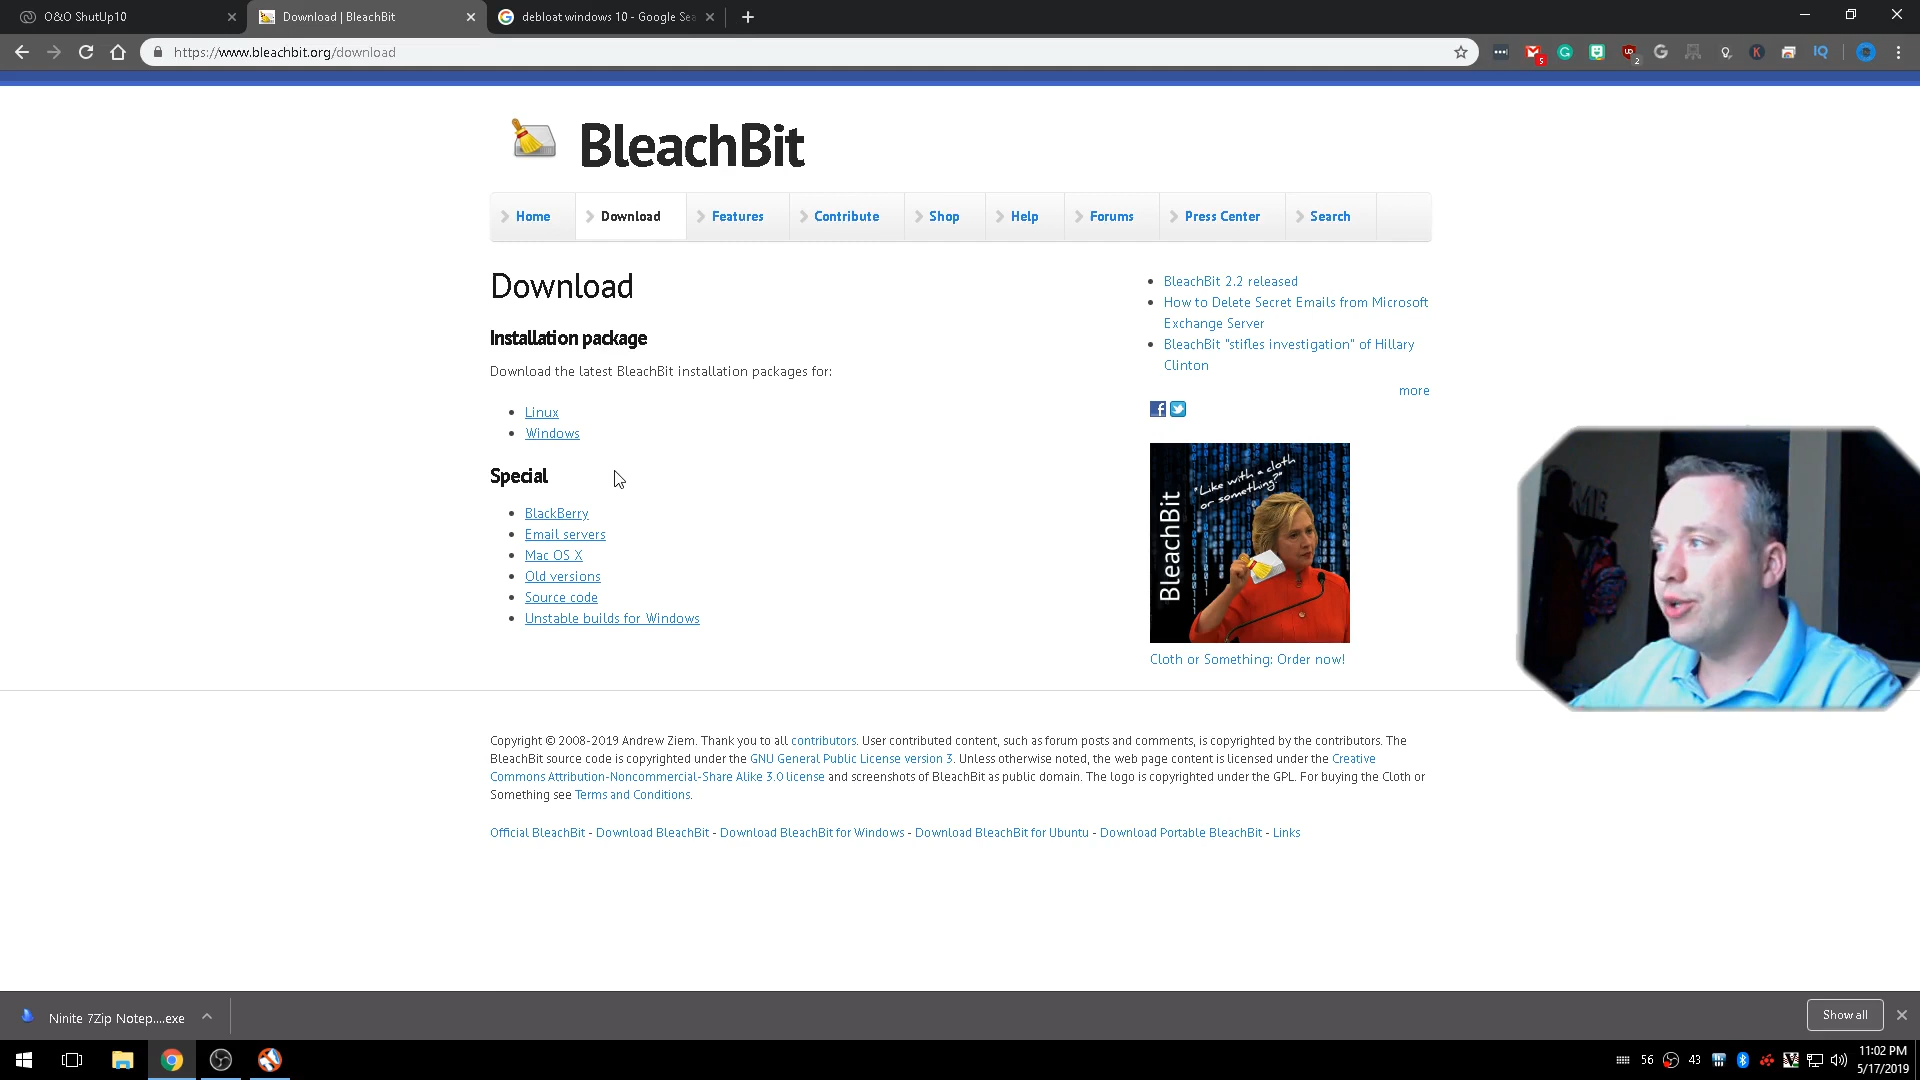 O&O ShutUp10
Download | BleachBit
debloat windows 10 - Google Sea
https://www.bleachbit.org/download
BleachBit
Home
Download
Features
Contribute
Shop
Help
Forums
Press Center
Search
Download
Installation package
Download the latest BleachBit installation packages for:
Linux
Windows
Special
BlackBerry
Email servers
Mac OS X
Old versions
Source code
Unstable builds for Windows
BleachBit 2.2 released
How to Delete Secret Emails from Microsoft
Exchange Server
BleachBit "stifles investigation" of Hillary
Clinton
more
"Like with a cloth
or something?"
BleachBit
Cloth or Something: Order now!
Copyright © 2008-2019 Andrew Ziem. Thank you to all contributors. User contributed content, such as forum posts and comments, is copyrighted by the contributors. The
BleachBit source code is copyrighted under the GNU General Public License version 3. Unless otherwise noted, the web page content is licensed under the Creative
Commons Attribution-Noncommercial-Share Alike 3.0 license and screenshots of BleachBit as public domain. The logo is copyrighted under the GPL. For buying the Cloth or
Something see Terms and Conditions.
Official BleachBit - Download BleachBit - Download BleachBit for Windows - Download BleachBit for Ubuntu - Download Portable BleachBit - Links
Ninite 7Zip Notep....exe
Show all
56
43
11:02 PM
5/17/2019